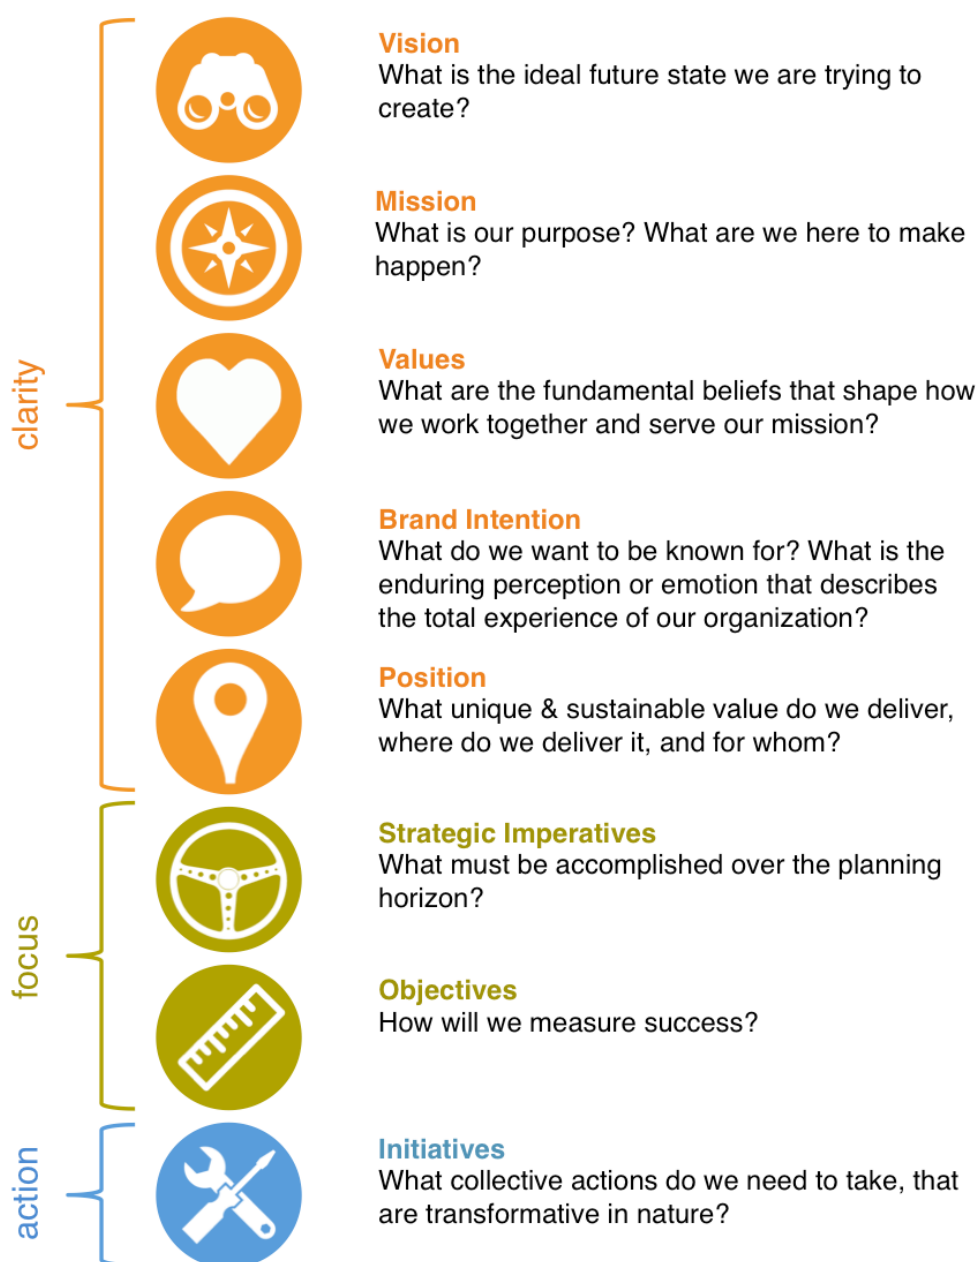 Vision
What is the ideal future state we are trying to
create?
Mission
What is our purpose? What are we here to make
happen?
clarity
Values
What are the fundamental beliefs that shape how
we work together and serve our mission?
Brand Intention
What do we want to be known for? What is the
enduring perception or emotion that describes
the total experience of our organization?
Position
What unique & sustainable value do we deliver,
where do we deliver it, and for whom?
focus
Strategic Imperatives
What must be accomplished over the planning
horizon?
Objectives
How will we measure success?
action
Initiatives
What collective actions do we need to take, that
are transformative in nature?